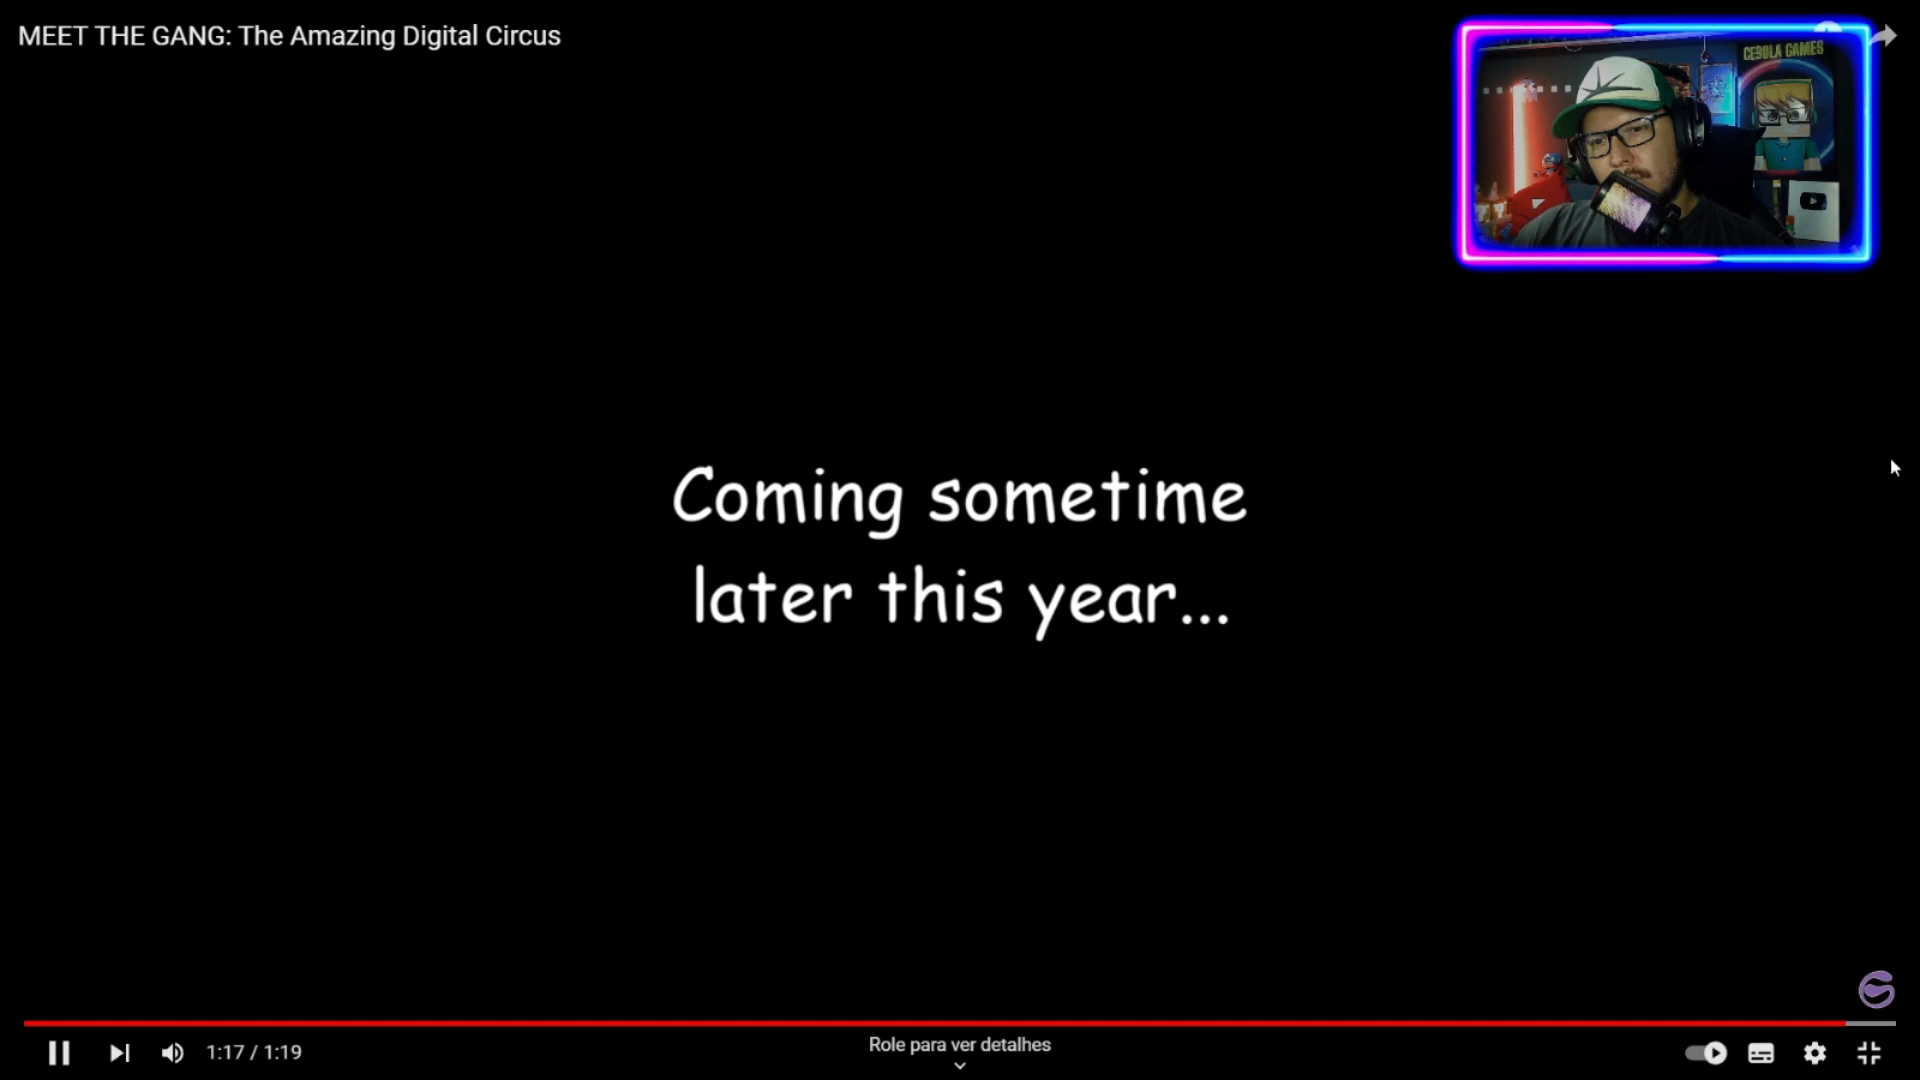 MEET THE GANG: The Amazing Digital Circus
CEBOLA GAMES
Coming sometime
later this year...
1:17 / 1:19
Role para ver detalhes